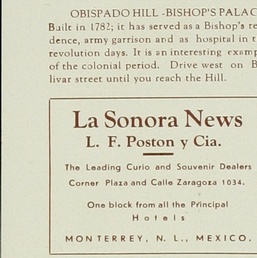 OBISPADO HILL -BISHOP'S PALAC
Built in 1782; it has served as a Bishop's re
dence, army garrison and as hospital in t
revolution days. It is an interesting examp
of the colonial period. Drive west on B
livar street until you reach the Hill.
La Sonora News
L. F. Poston y Cia.
The Leading Curio and Souvenir Dealers
Corner Plaza and Calle Zaragoza 1034.
One block from all the Principal
Hotels
MONTERREY, N. L., MEXICO.